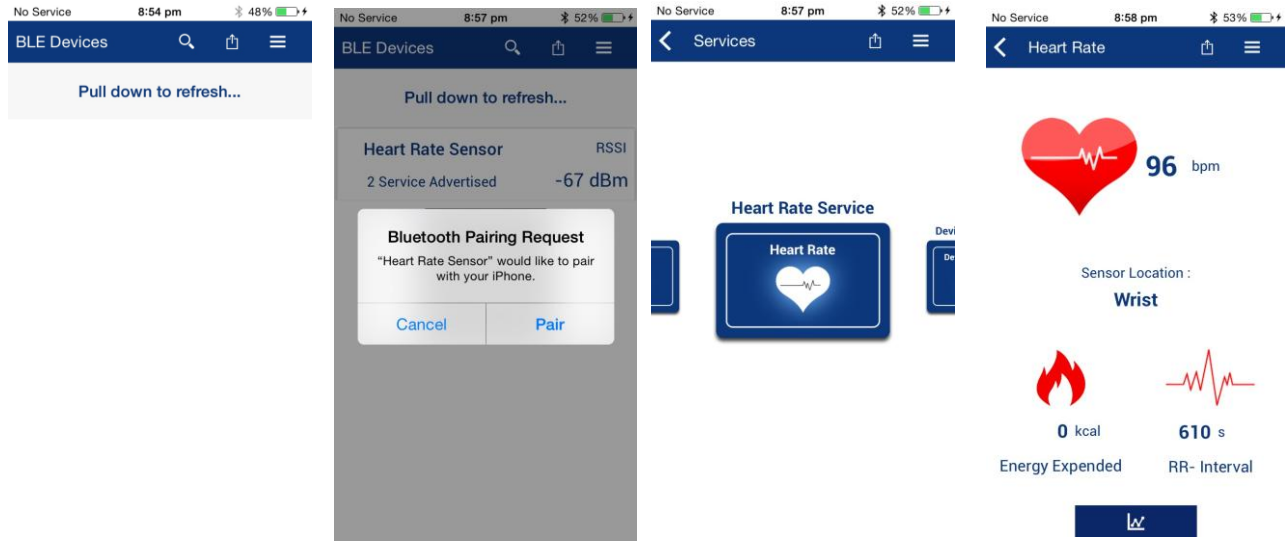 No Service 8:54 pm 48%
BLE Devices
Pull down to refresh...
No Service 8:57 pm 52%
BLE Devices
Pull down to refresh...
Heart Rate Sensor RSSI
2 Service Advertised -67 dBm
Bluetooth Pairing Request
“Heart Rate Sensor” would like to pair
with your iPhone.
Cancel Pair
No Service 8:57 pm 52%
Services
Heart Rate Service
Heart Rate
Devi
De
No Service 8:58 pm 53%
Heart Rate
96 bpm
Sensor Location :
Wrist
0 kcal 610 s
Energy Expended RR- Interval